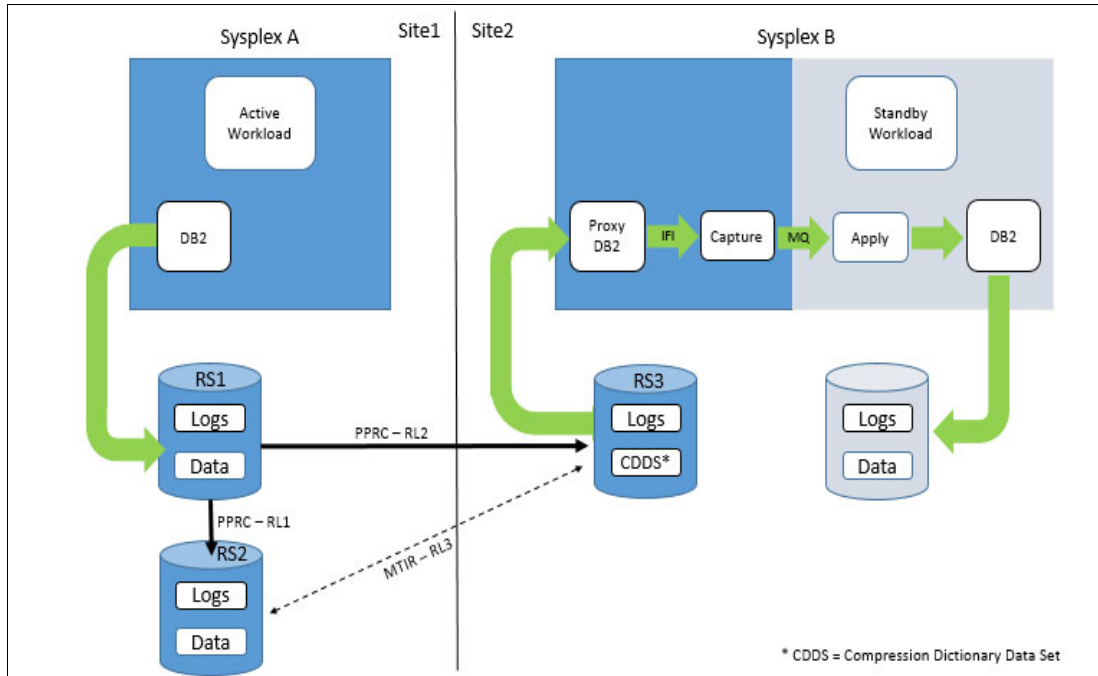 Sysplex A
Site1
Site2
Sysplex B
Active
Workload
Standby
Workload
DB2
Proxy
DB2
IFI
Capture
MQ
Apply
DB2
RS1
Logs
Data
PPRC – RL2
RS3
Logs
CDDS*
Logs
Data
PPRC – RL1
RS2
Logs
Data
MTIR – RL3
* CDDS = Compression Dictionary Data Set